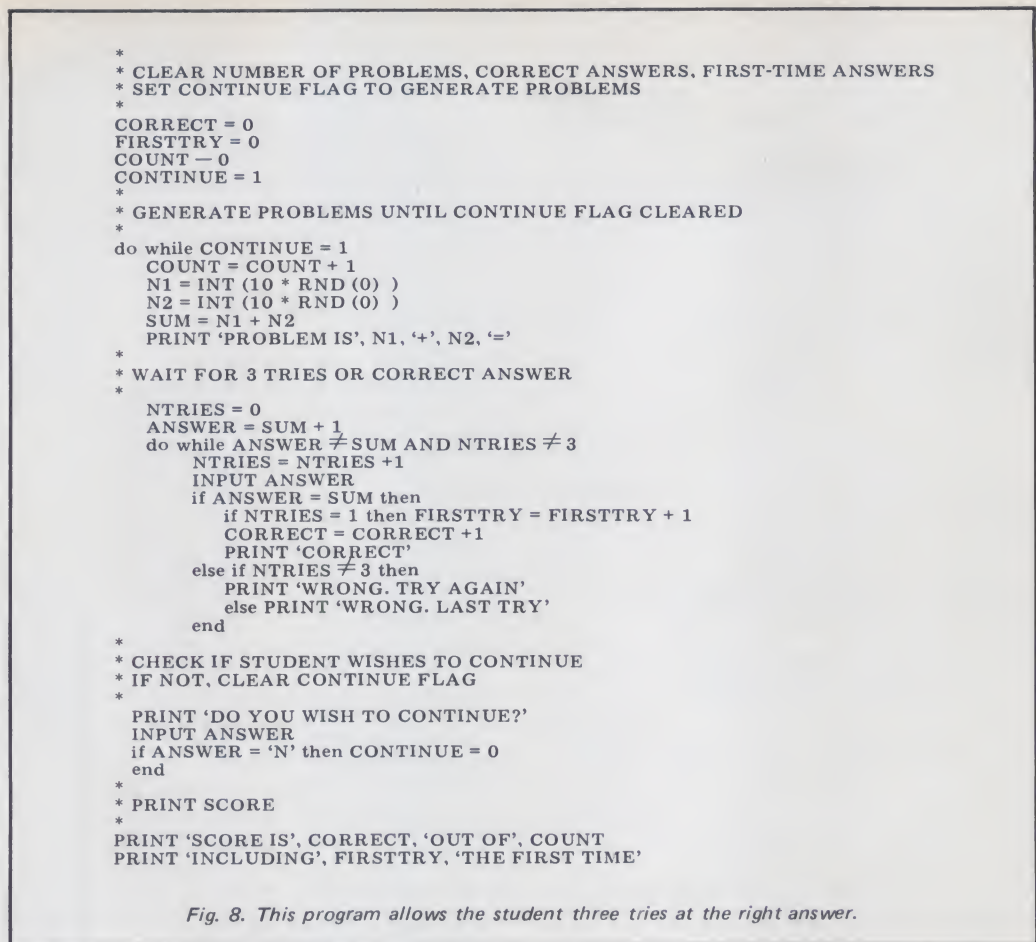 *
* CLEAR NUMBER OF PROBLEMS, CORRECT ANSWERS, FIRST-TIME ANSWERS
* SET CONTINUE FLAG TO GENERATE PROBLEMS
*
CORRECT = 0
FIRSTTRY = 0
COUNT — 0
CONTINUE = 1
*
* GENERATE PROBLEMS UNTIL CONTINUE FLAG CLEARED
*
do while CONTINUE = 1
COUNT = COUNT + 1
N1 = INT (10 * RND (0) )
N2 = INT (10 * RND (0) )
SUM = N1 + N2
PRINT ‘PROBLEM IS’, N1, ‘+’, N2, ‘=’
*
* WAIT FOR 3 TRIES OR CORRECT ANSWER
*
NTRIES = 0
ANSWER = SUM + 1
do while ANSWER ≠ SUM AND NTRIES ≠ 3
NTRIES = NTRIES +1
INPUT ANSWER
if ANSWER = SUM then
if NTRIES = 1 then FIRSTTRY = FIRSTTRY + 1
CORRECT = CORRECT +1
PRINT ‘CORRECT’
else if NTRIES ≠ 3 then
PRINT ‘WRONG. TRY AGAIN’
else PRINT ‘WRONG. LAST TRY’
end
*
* CHECK IF STUDENT WISHES TO CONTINUE
* IF NOT, CLEAR CONTINUE FLAG
*
PRINT ‘DO YOU WISH TO CONTINUE?’
INPUT ANSWER
if ANSWER = ‘N’ then CONTINUE = 0
end
*
* PRINT SCORE
*
PRINT ‘SCORE IS’, CORRECT, ‘OUT OF’, COUNT
PRINT ‘INCLUDING’, FIRSTTRY, ‘THE FIRST TIME’
Fig. 8. This program allows the student three tries at the right answer.